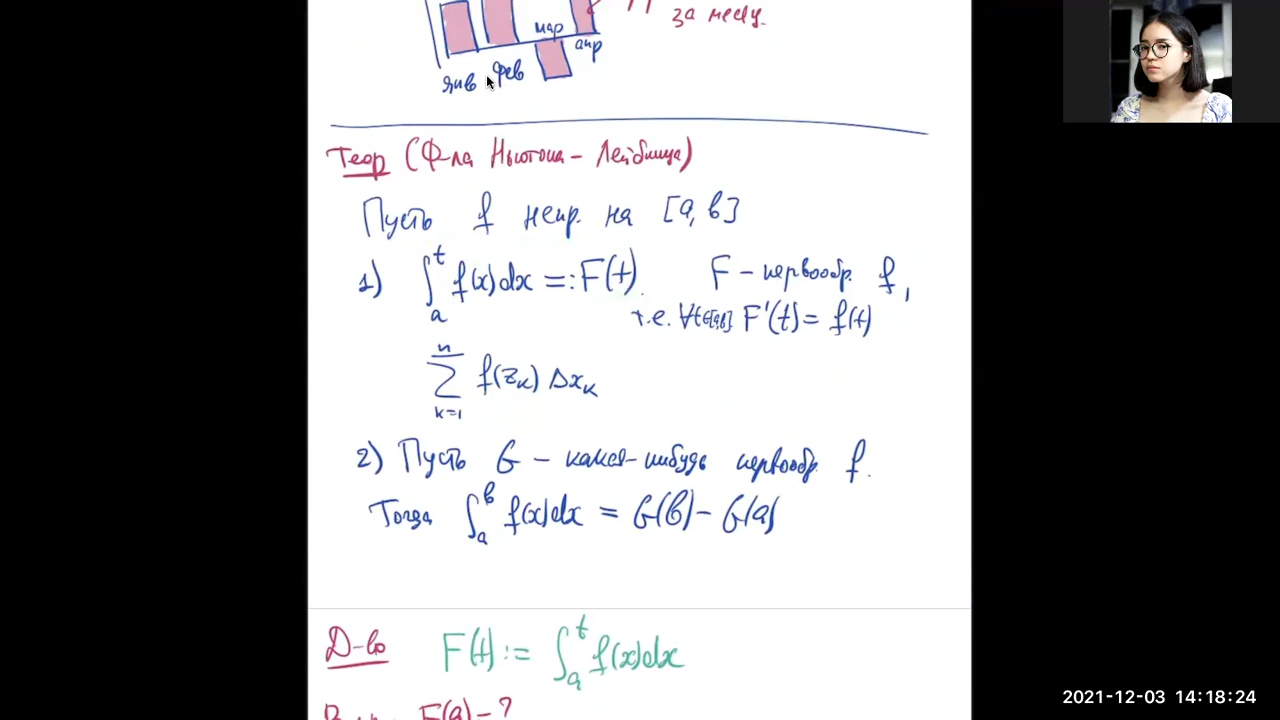 за месяц.
янв фев мар апр
Теор (Ф-ла Ньютона - Лейбница)
Пусть f непр. на [a, b]
1) ∫ₐᵗ f(x)dx =: F(t). F - первообр. f,
т.е. ∀t∈[a,b] F'(t) = f(t)
n
∑ f(zₖ) Δxₖ
k=1
2) Пусть G - какая-нибудь первообр. f.
Тогда ∫ₐᵇ f(x)dx = G(b) - G(a)
Д-во F(t) := ∫ₐᵗ f(x)dx
F(a) - ?
2021-12-03 14:18:24